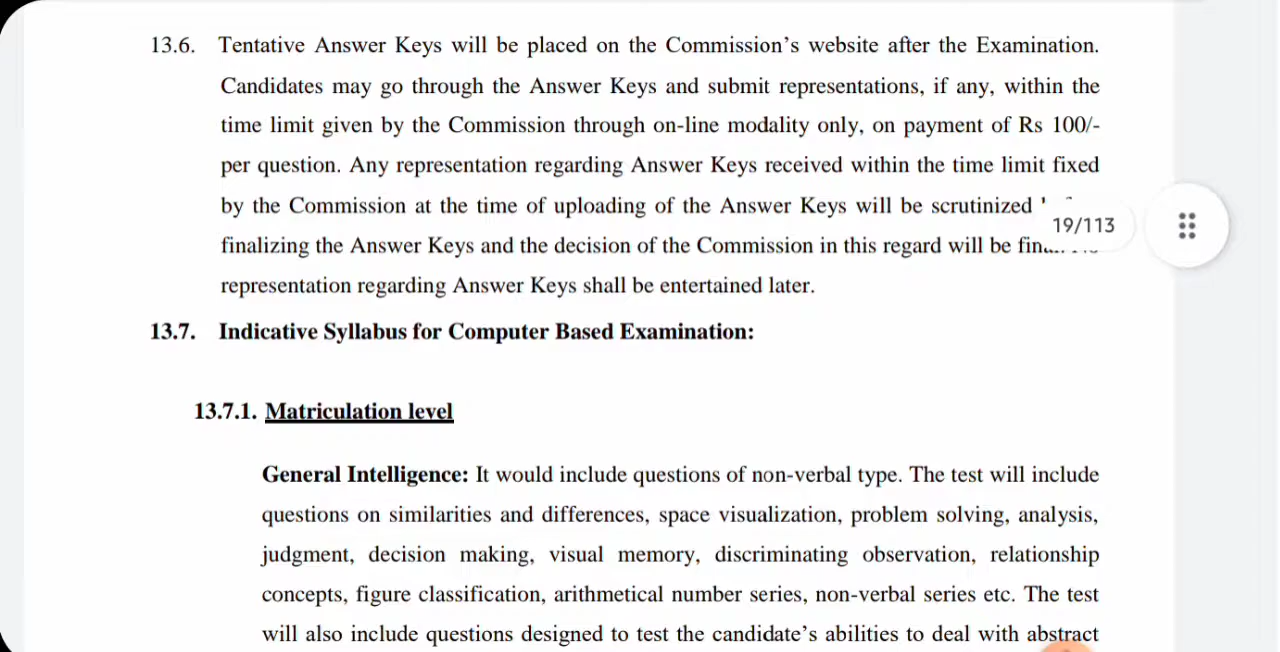 13.6. Tentative Answer Keys will be placed on the Commission’s website after the Examination.
Candidates may go through the Answer Keys and submit representations, if any, within the
time limit given by the Commission through on-line modality only, on payment of Rs 100/-
per question. Any representation regarding Answer Keys received within the time limit fixed
by the Commission at the time of uploading of the Answer Keys will be scrutinized
19/113
finalizing the Answer Keys and the decision of the Commission in this regard will be
representation regarding Answer Keys shall be entertained later.
13.7. Indicative Syllabus for Computer Based Examination:
13.7.1. Matriculation level
General Intelligence: It would include questions of non-verbal type. The test will include
questions on similarities and differences, space visualization, problem solving, analysis,
judgment, decision making, visual memory, discriminating observation, relationship
concepts, figure classification, arithmetical number series, non-verbal series etc. The test
will also include questions designed to test the candidate’s abilities to deal with abstract